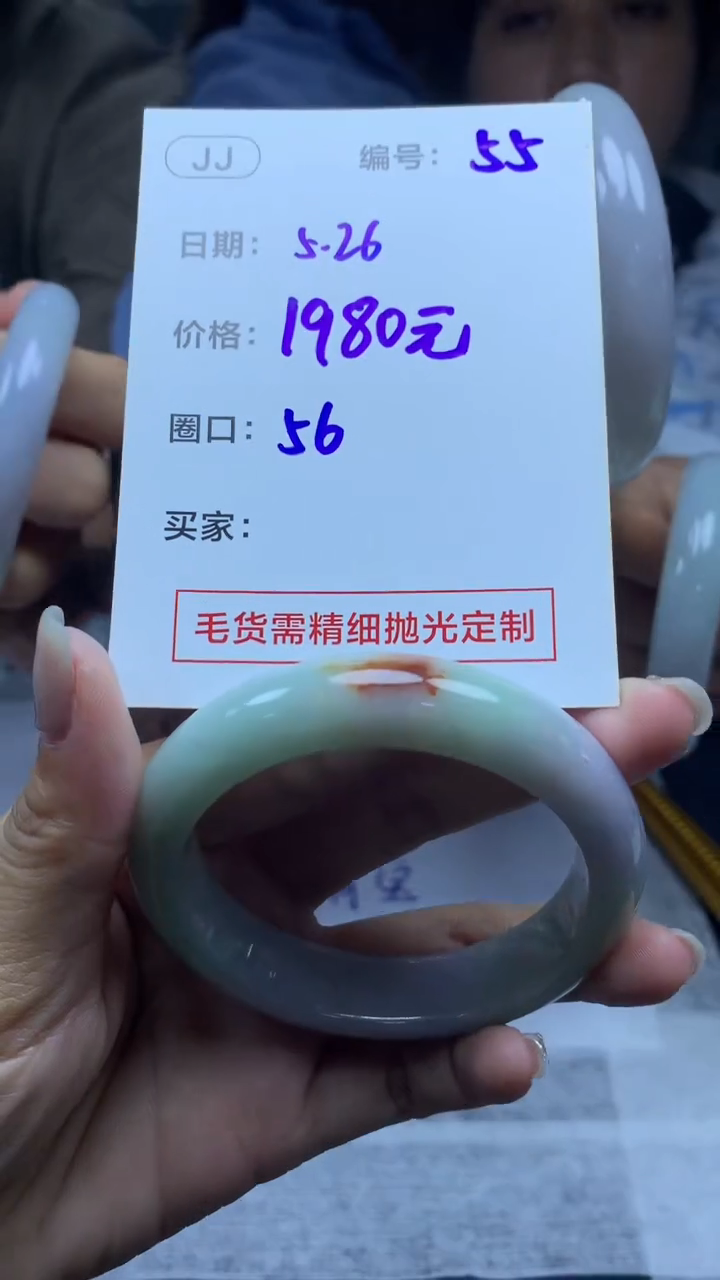 JJ 编号： 55
日期： 5.26
价格： 1980元
圈口： 56
买家：
毛货需精细抛光定制